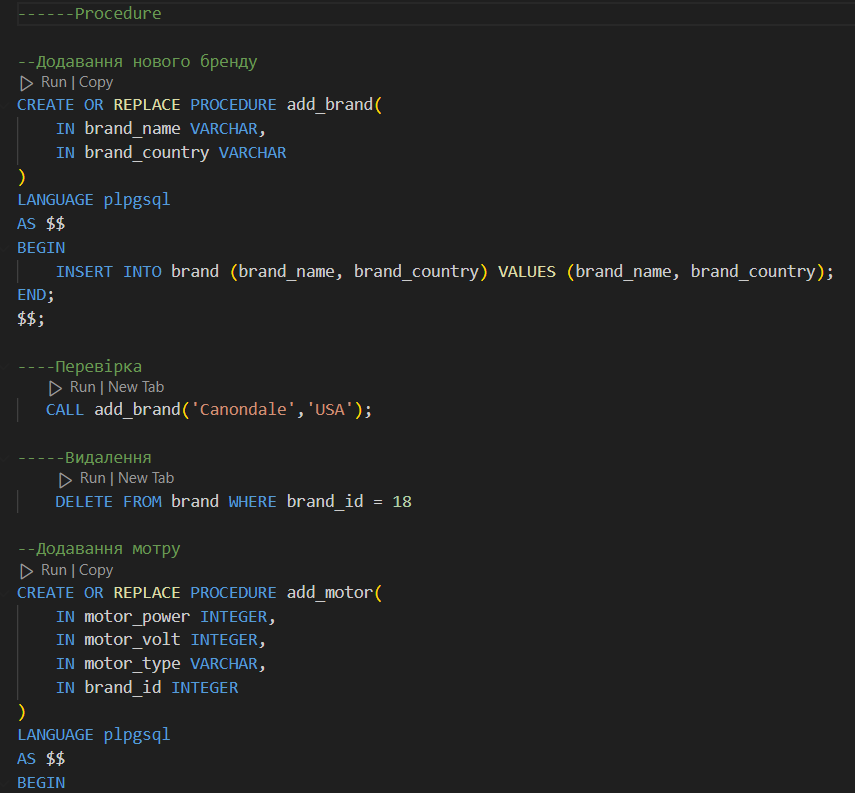 ------Procedure
--Додавання нового бренду
Run | Copy
CREATE OR REPLACE PROCEDURE add_brand(
IN brand_name VARCHAR,
IN brand_country VARCHAR
)
LANGUAGE plpgsql
AS $$
BEGIN
INSERT INTO brand (brand_name, brand_country) VALUES (brand_name, brand_country);
END;
$$;
----Перевірка
Run | New Tab
CALL add_brand('Canondale','USA');
-----Видалення
Run | New Tab
DELETE FROM brand WHERE brand_id = 18
--Додавання мотру
Run | Copy
CREATE OR REPLACE PROCEDURE add_motor(
IN motor_power INTEGER,
IN motor_volt INTEGER,
IN motor_type VARCHAR,
IN brand_id INTEGER
)
LANGUAGE plpgsql
AS $$
BEGIN